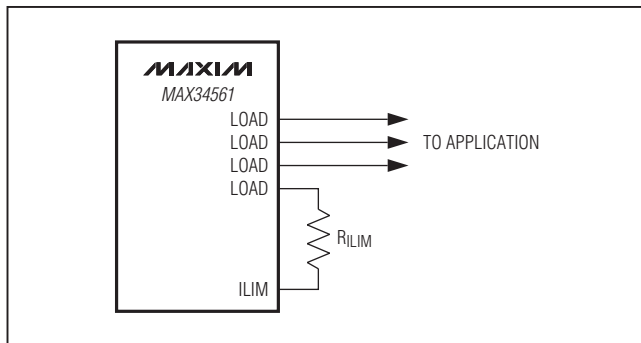 MAXIM
MAX34561
LOAD
LOAD
TO APPLICATION
LOAD
LOAD
RILIM
ILIM